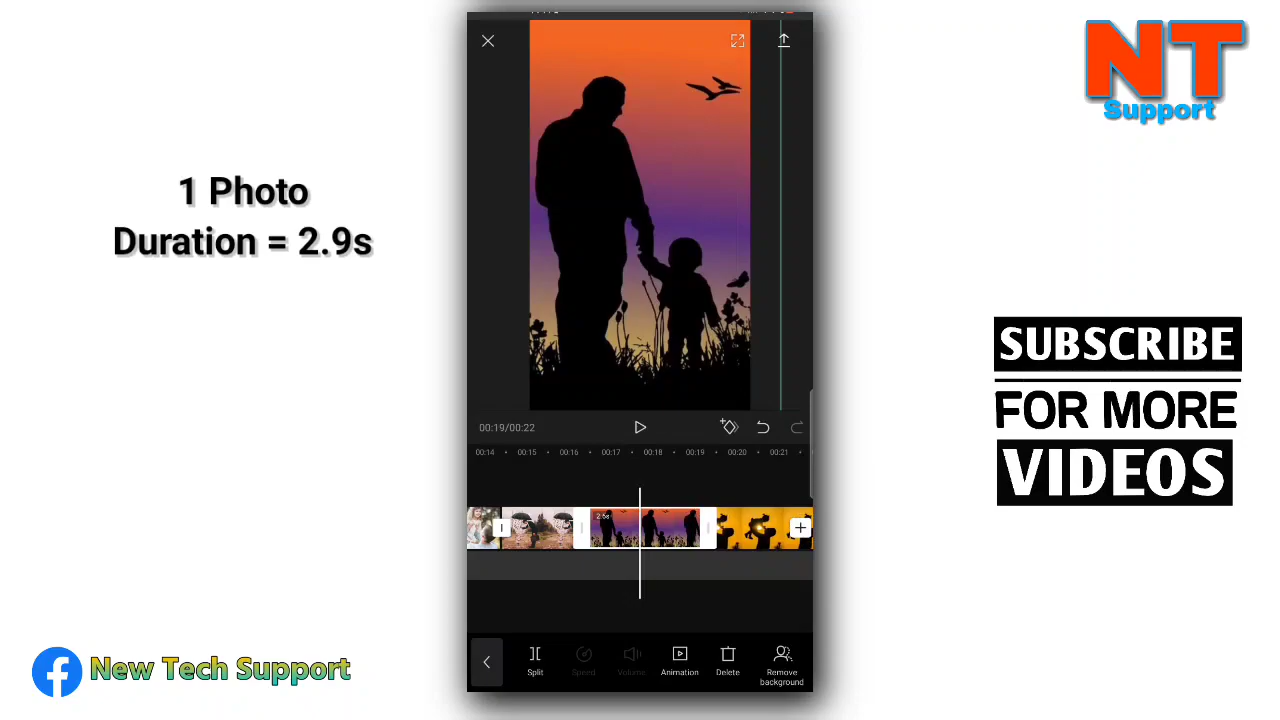 NT
Support
1 Photo
Duration = 2.9s
SUBSCRIBE
FOR MORE
VIDEOS
00:19/00:22
00:14 00:15 00:16 00:17 00:18 00:19 00:20 00:21
Split Speed Volume Animation Delete Remove background
New Tech Support